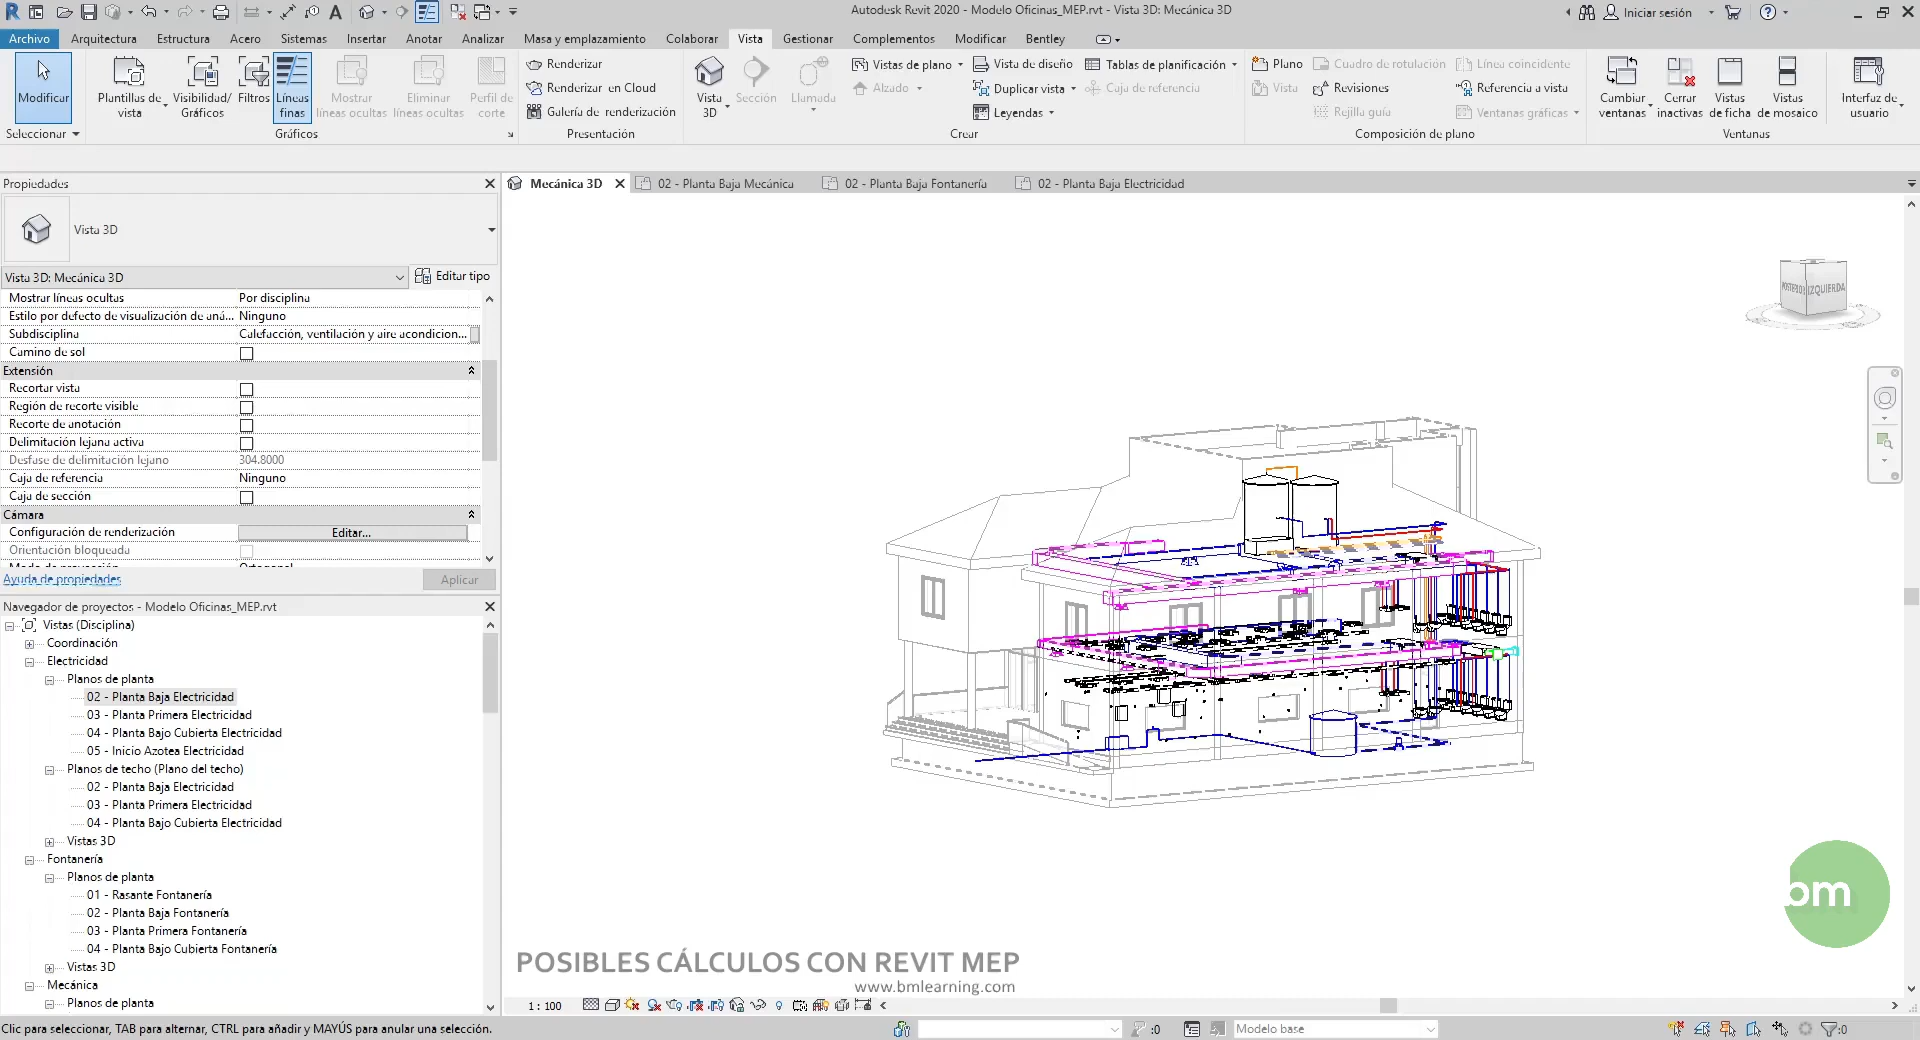 Autodesk Revit 2020 - Modelo Oficinas_MEP.rvt - Vista 3D: Mecánica 3D
Iniciar sesión
Archivo Arquitectura Estructura Acero Sistemas Insertar Anotar Analizar Masa y emplazamiento Colaborar Vista Gestionar Complementos Modificar Bentley
Modificar
Seleccionar
Plantillas de vista
Visibilidad/ Gráficos
Filtros
Líneas finas
Mostrar líneas ocultas
Eliminar líneas ocultas
Perfil de corte
Gráficos
Renderizar
Renderizar en Cloud
Galería de renderización
Presentación
Vista 3D
Sección
Llamada
Vistas de plano
Alzado
Vista de diseño
Duplicar vista
Leyendas
Tablas de planificación
Caja de referencia
Crear
Plano
Vista
Cuadro de rotulación
Revisiones
Rejilla guía
Línea coincidente
Referencia a vista
Ventanas gráficas
Composición de plano
Cambiar ventanas
Cerrar inactivas
Vistas de ficha
Vistas de mosaico
Ventanas
Interfaz de usuario
Propiedades
Vista 3D
Vista 3D: Mecánica 3D
Editar tipo
Mostrar líneas ocultas Por disciplina
Estilo por defecto de visualización de aná... Ninguno
Subdisciplina Calefacción, ventilación y aire acondicion...
Camino de sol
Extensión
Recortar vista
Región de recorte visible
Recorte de anotación
Delimitación lejana activa
Desfase de delimitación lejano 304.8000
Caja de referencia Ninguno
Caja de sección
Cámara
Configuración de renderización Editar...
Orientación bloqueada
Ayuda de propiedades
Aplicar
Navegador de proyectos - Modelo Oficinas_MEP.rvt
Vistas (Disciplina)
Coordinación
Electricidad
Planos de planta
02 - Planta Baja Electricidad
03 - Planta Primera Electricidad
04 - Planta Bajo Cubierta Electricidad
05 - Inicio Azotea Electricidad
Planos de techo (Plano del techo)
02 - Planta Baja Electricidad
03 - Planta Primera Electricidad
04 - Planta Bajo Cubierta Electricidad
Vistas 3D
Fontanería
Planos de planta
01 - Rasante Fontanería
02 - Planta Baja Fontanería
03 - Planta Primera Fontanería
04 - Planta Bajo Cubierta Fontanería
Vistas 3D
Mecánica
Planos de planta
Mecánica 3D
02 - Planta Baja Mecánica
02 - Planta Baja Fontanería
02 - Planta Baja Electricidad
IZQUIERDA
bm
POSIBLES CÁLCULOS CON REVIT MEP
www.bmlearning.com
1 : 100
Clic para seleccionar, TAB para alternar, CTRL para añadir y MAYÚS para anular una selección.
:0
Modelo base
:0